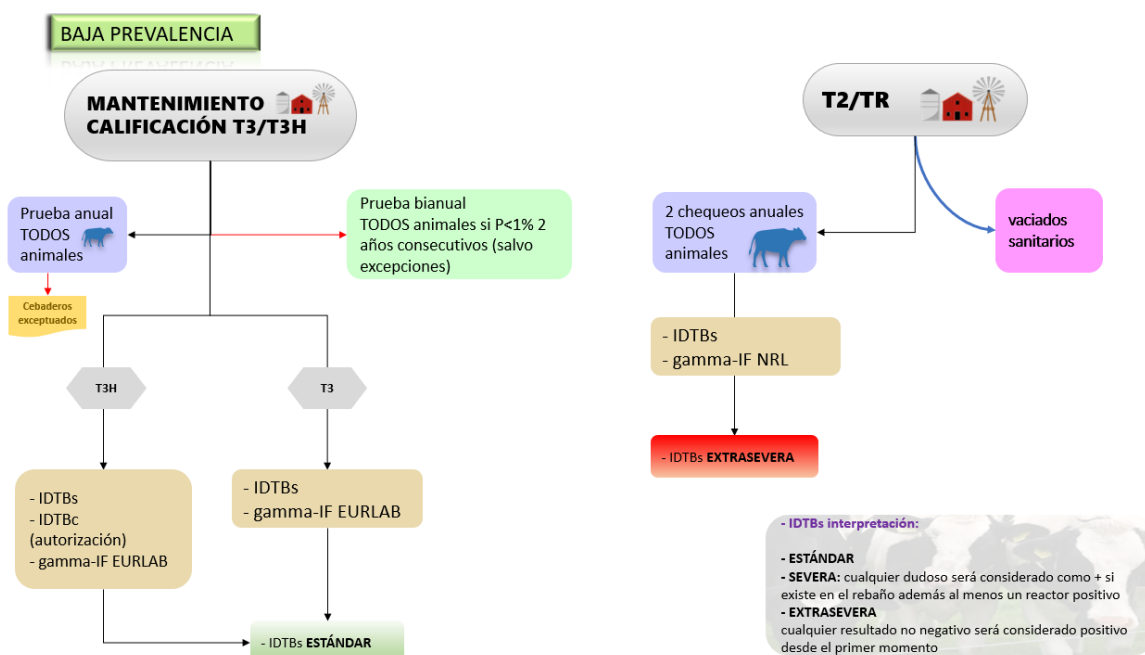 BAJA PREVALENCIA
MANTENIMIENTO
CALIFICACIÓN T3/T3H
Prueba anual
TODOS
animales
Cebaderos
exceptuados
Prueba bianual
TODOS animales si P<1% 2
años consecutivos (salvo
excepciones)
T3H
T3
- IDTBs
- IDTBc
(autorización)
- gamma-IF EURLAB
- IDTBs
- gamma-IF EURLAB
- IDTBs ESTÁNDAR
T2/TR
2 chequeos anuales
TODOS
animales
vaciados
sanitarios
- IDTBs
- gamma-IF NRL
- IDTBs EXTRASEVERA
- IDTBs interpretación:
- ESTÁNDAR
- SEVERA: cualquier dudoso será considerado como + si
existe en el rebaño además al menos un reactor positivo
- EXTRASEVERA
cualquier resultado no negativo será considerado positivo
desde el primer momento